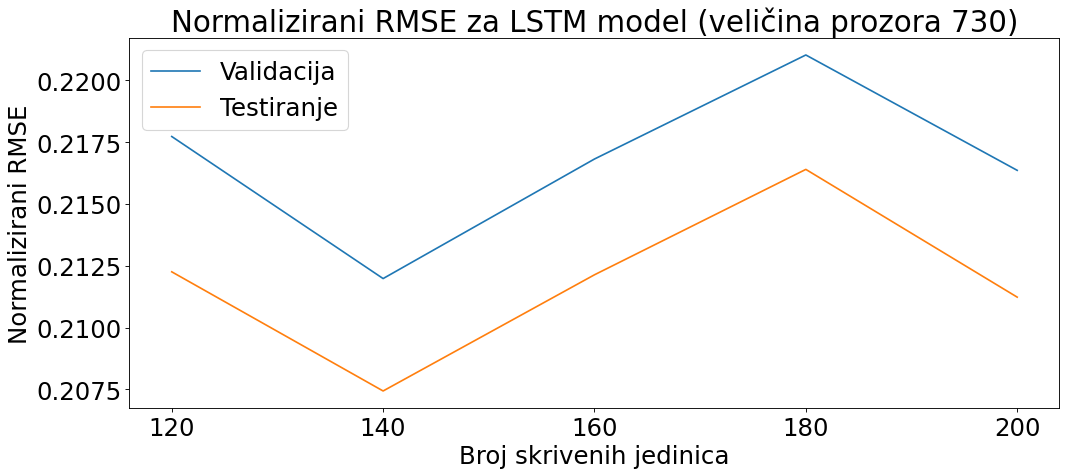 Normalizirani RMSE za LSTM model (veličina prozora 730)
Validacija
Testiranje
Normalizirani RMSE
0.2200
0.2175
0.2150
0.2125
0.2100
0.2075
120 140 160 180 200
Broj skrivenih jedinica